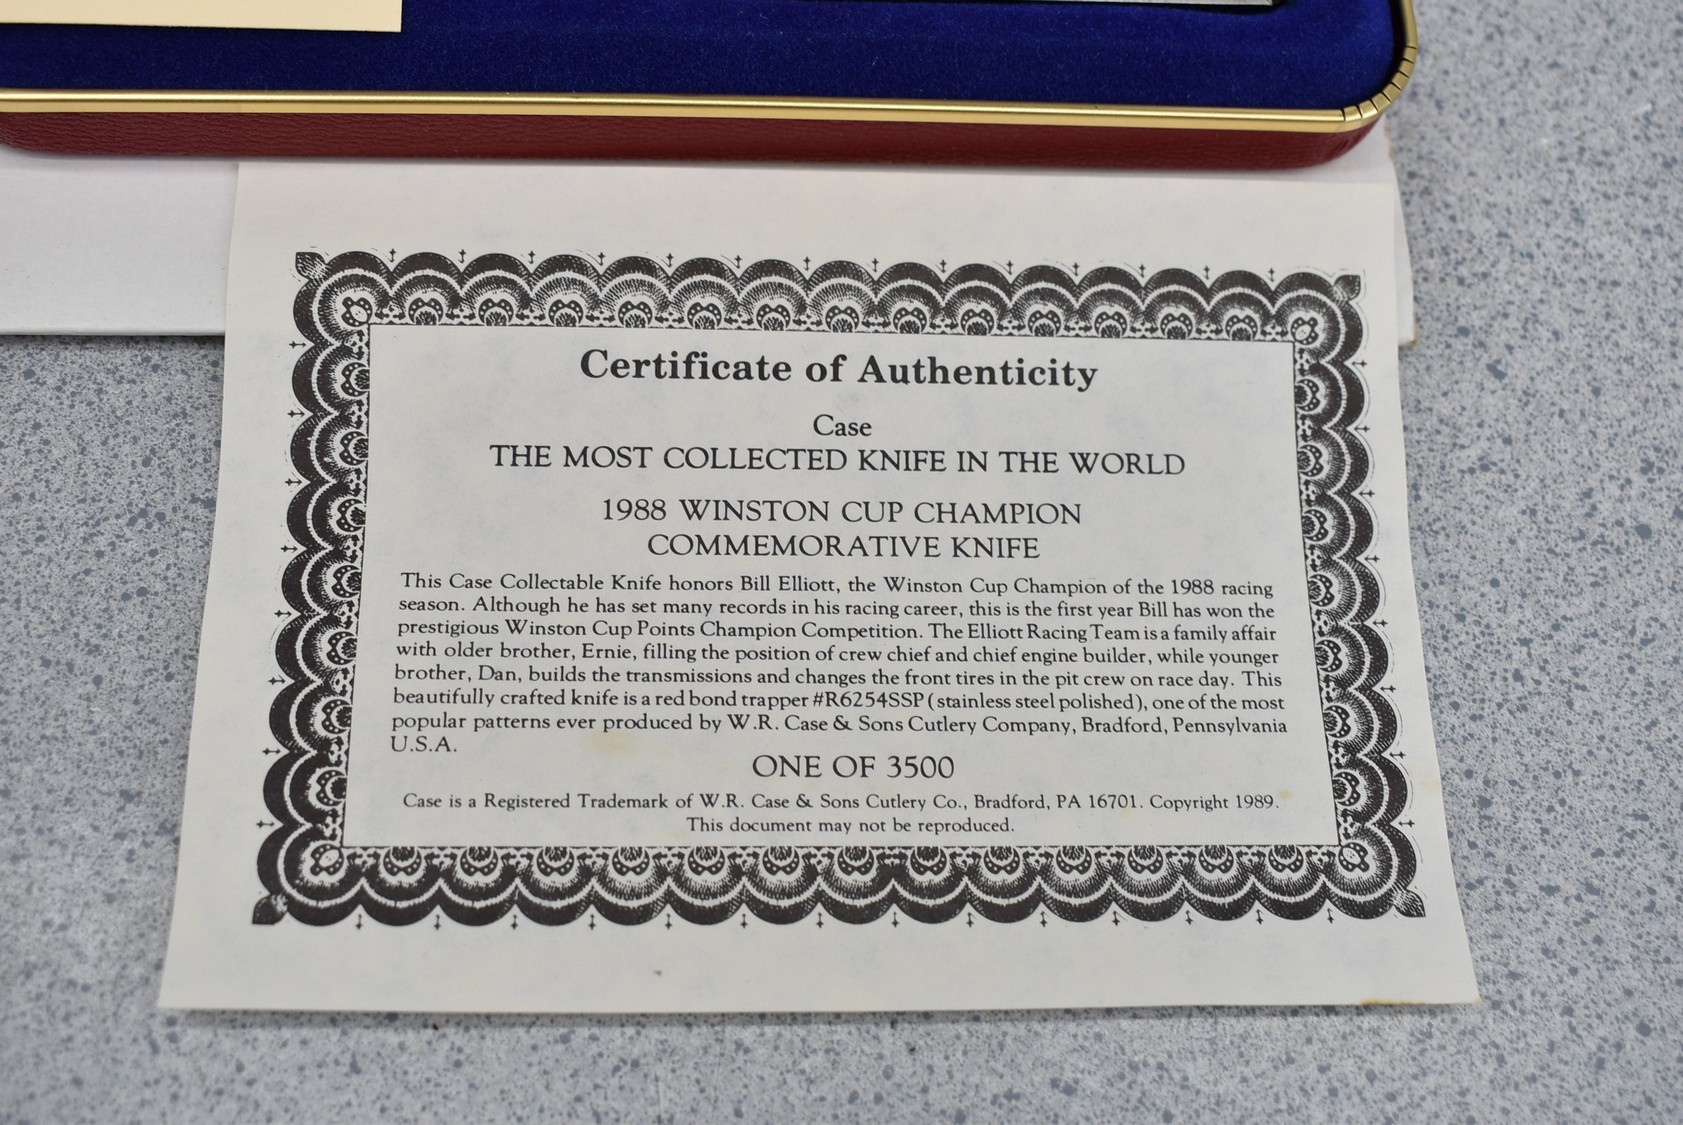 Certificate of Authenticity
Case
THE MOST COLLECTED KNIFE IN THE WORLD
1988 WINSTON CUP CHAMPION
COMMEMORATIVE KNIFE
This Case Collectable Knife honors Bill Elliott, the Winston Cup Champion of the 1988 racing
season. Although he has set many records in his racing career, this is the first year Bill has won the
prestigious Winston Cup Points Champion Competition. The Elliott Racing Team is a family affair
with older brother, Ernie, filling the position of crew chief and chief engine builder, while younger
brother, Dan, builds the transmissions and changes the front tires in the pit crew on race day. This
beautifully crafted knife is a red bond trapper #R6254SSP (stainless steel polished), one of the most
popular patterns ever produced by W.R. Case & Sons Cutlery Company, Bradford, Pennsylvania
U.S.A.
ONE OF 3500
Case is a Registered Trademark of W.R. Case & Sons Cutlery Co., Bradford, PA 16701. Copyright 1989.
This document may not be reproduced.